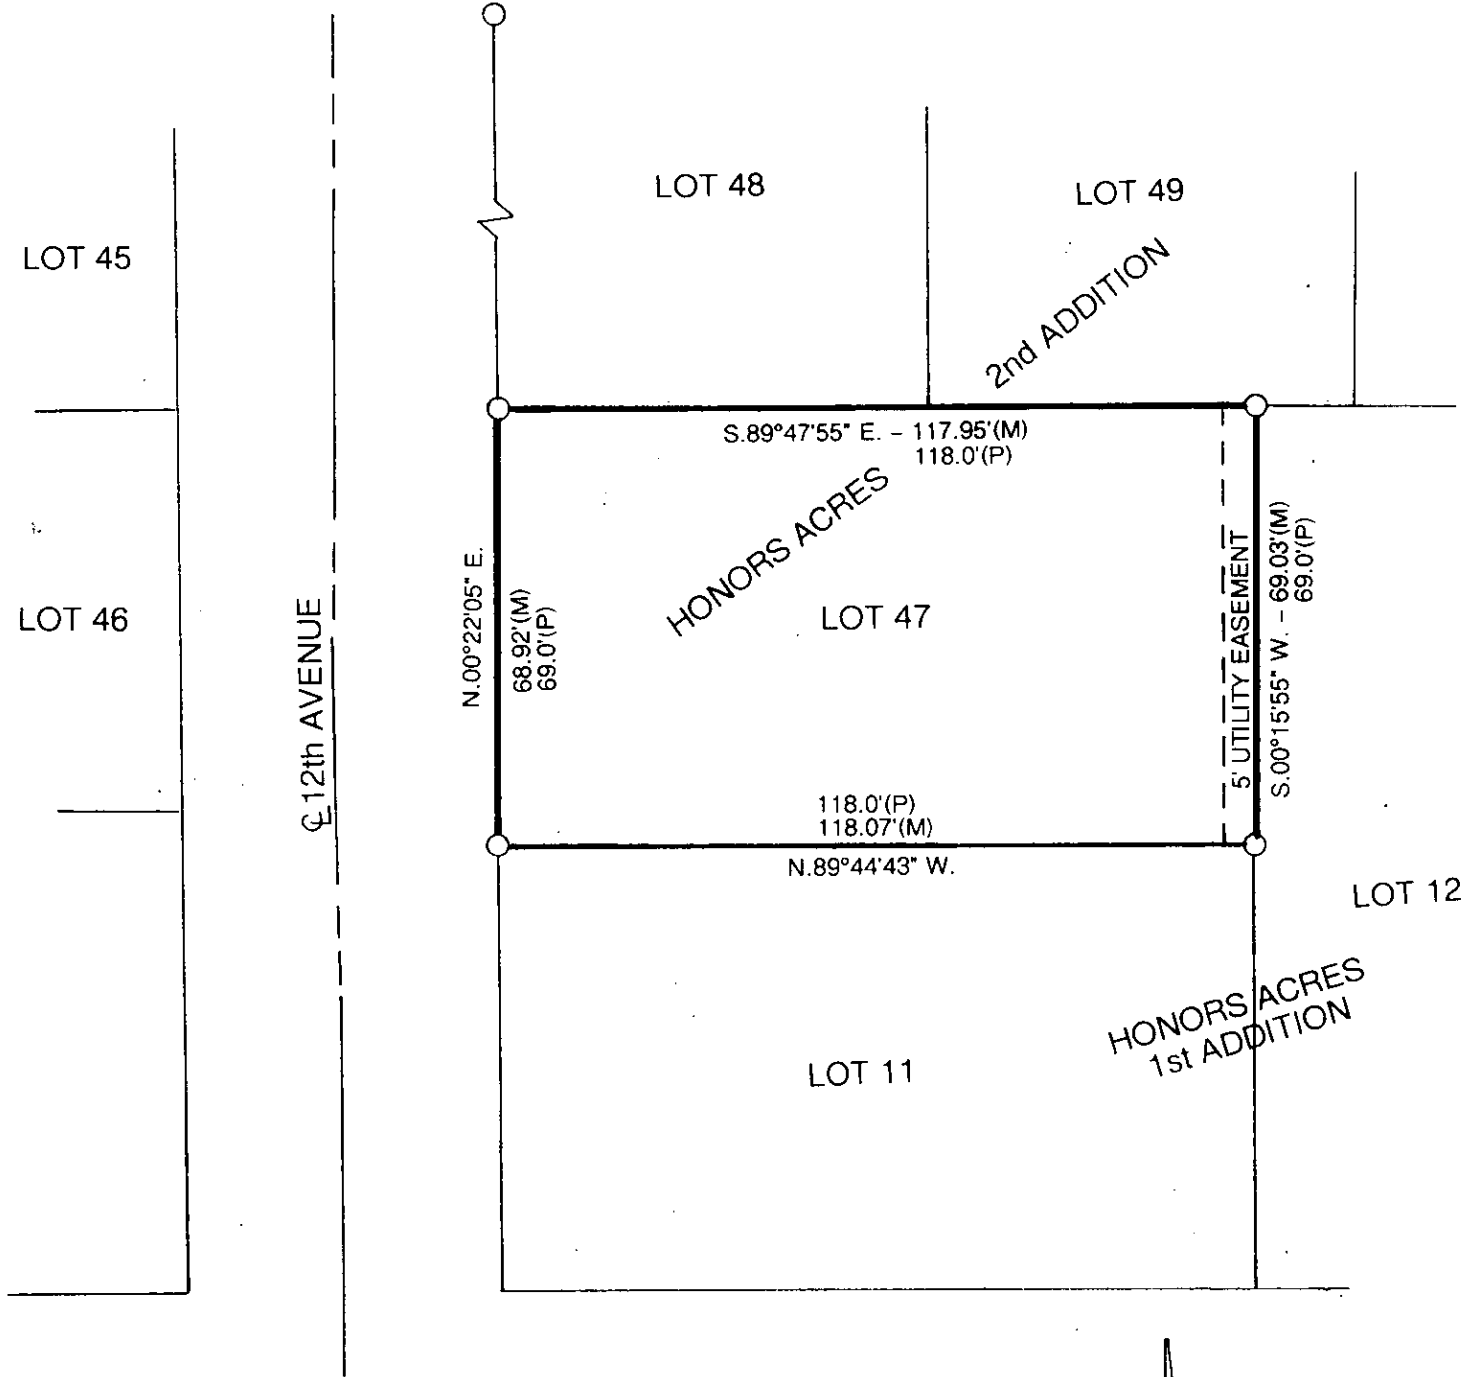 LOT 48
LOT 49
LOT 45
2nd ADDITION
S.89°47'55" E. – 117.95'(M)
118.0'(P)
HONORS ACRES
N.00°22'05" E.
68.92'(M)
69.0'(P)
LOT 46
LOT 47
5' UTILITY EASEMENT
S.00°15'55" W. – 69.03'(M)
69.0'(P)
℄ 12th AVENUE
118.0'(P)
118.07'(M)
N.89°44'43" W.
LOT 12
HONORS ACRES
1st ADDITION
LOT 11